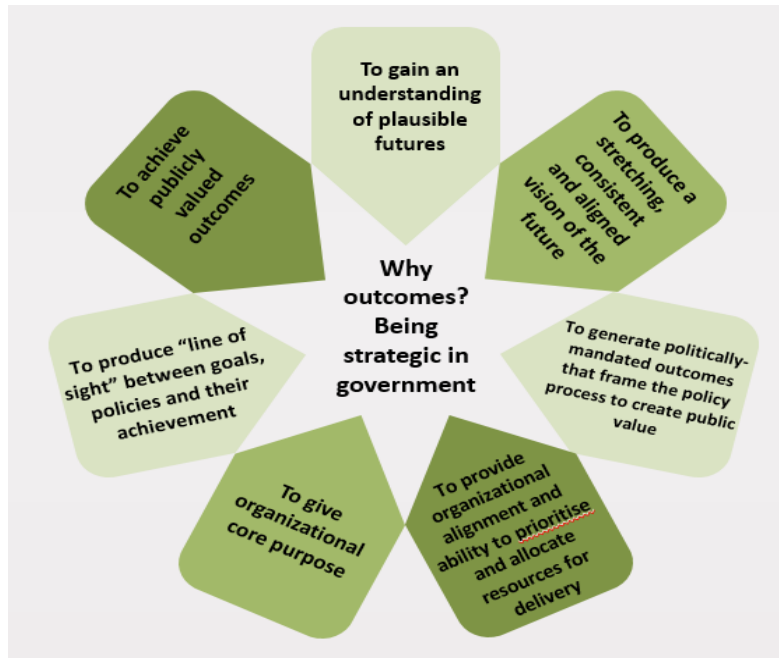 To gain an
understanding
of plausible
futures
To produce a
stretching,
consistent
and aligned
vision of the
future
To generate politically-
mandated outcomes
that frame the policy
process to create public
value
To provide
organizational
alignment and
ability to prioritise
and allocate
resources for
delivery
To give
organizational
core purpose
To produce “line of
sight” between goals,
policies and their
achievement
To achieve
publicly
valued
outcomes
Why
outcomes?
Being
strategic in
government